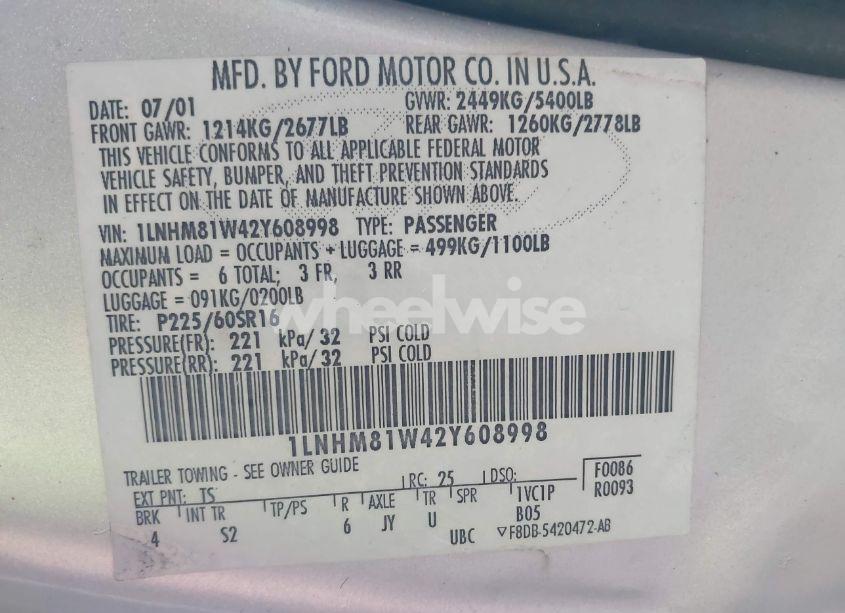 MFD. BY FORD MOTOR CO. IN U.S.A.
DATE: 07/01 GVWR: 2449KG/5400LB
FRONT GAWR: 1214KG/2677LB REAR GAWR: 1260KG/2778LB
THIS VEHICLE CONFORMS TO ALL APPLICABLE FEDERAL MOTOR
VEHICLE SAFETY, BUMPER, AND THEFT PREVENTION STANDARDS
IN EFFECT ON THE DATE OF MANUFACTURE SHOWN ABOVE.
VIN: 1LNHM81W42Y608998 TYPE: PASSENGER
MAXIMUM LOAD = OCCUPANTS + LUGGAGE = 499KG/1100LB
OCCUPANTS = 6 TOTAL; 3 FR, 3 RR
LUGGAGE = 091KG/0200LB
wheelwise
TIRE: P225/60SR16
PRESSURE(FR): 221 kPa/32 PSI COLD
PRESSURE(RR): 221 kPa/32 PSI COLD
1LNHM81W42Y608998
TRAILER TOWING - SEE OWNER GUIDE
EXT PNT: TS RC: 25 DSO: F0086
BRK INT TR TP/PS R AXLE TR SPR 1VC1P R0093
4 S2 6 JY U B05
UBC ▽F8DB-5420472-AB